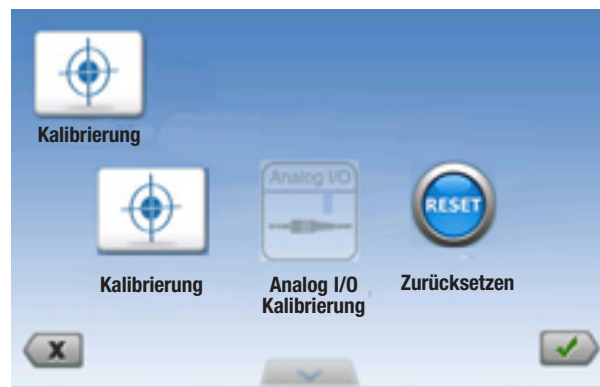 Kalibrierung
Analog I/O
RESET
Kalibrierung
Analog I/O
Kalibrierung
Zurücksetzen
X